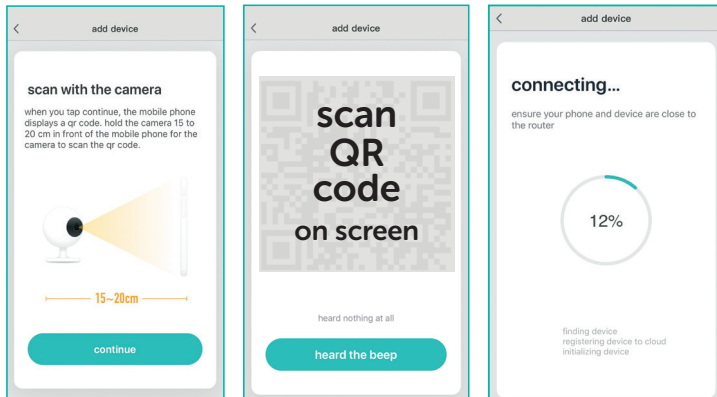 add device
scan with the camera
when you tap continue, the mobile phone
displays a qr code. hold the camera 15 to
20 cm in front of the mobile phone for the
camera to scan the qr code.
15~20cm
continue
add device
scan
QR
code
on screen
heard nothing at all
heard the beep
add device
connecting...
ensure your phone and device are close to
the router
12%
finding device
registering device to cloud
initializing device